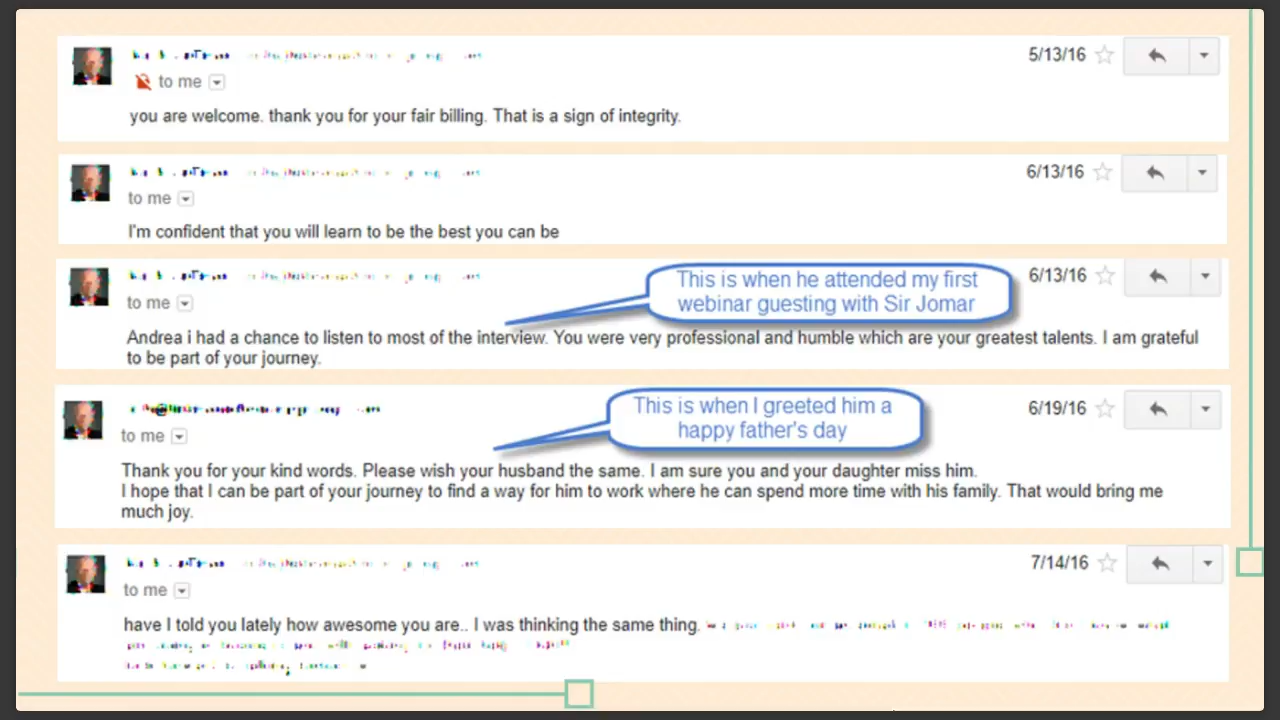 5/13/16
to me
you are welcome. thank you for your fair billing. That is a sign of integrity.
6/13/16
to me
I'm confident that you will learn to be the best you can be
This is when he attended my first
webinar guesting with Sir Jomar
6/13/16
to me
Andrea i had a chance to listen to most of the interview. You were very professional and humble which are your greatest talents. I am grateful
to be part of your journey.
This is when I greeted him a
happy father's day
6/19/16
to me
Thank you for your kind words. Please wish your husband the same. I am sure you and your daughter miss him.
I hope that I can be part of your journey to find a way for him to work where he can spend more time with his family. That would bring me
much joy.
7/14/16
to me
have I told you lately how awesome you are.. I was thinking the same thing.